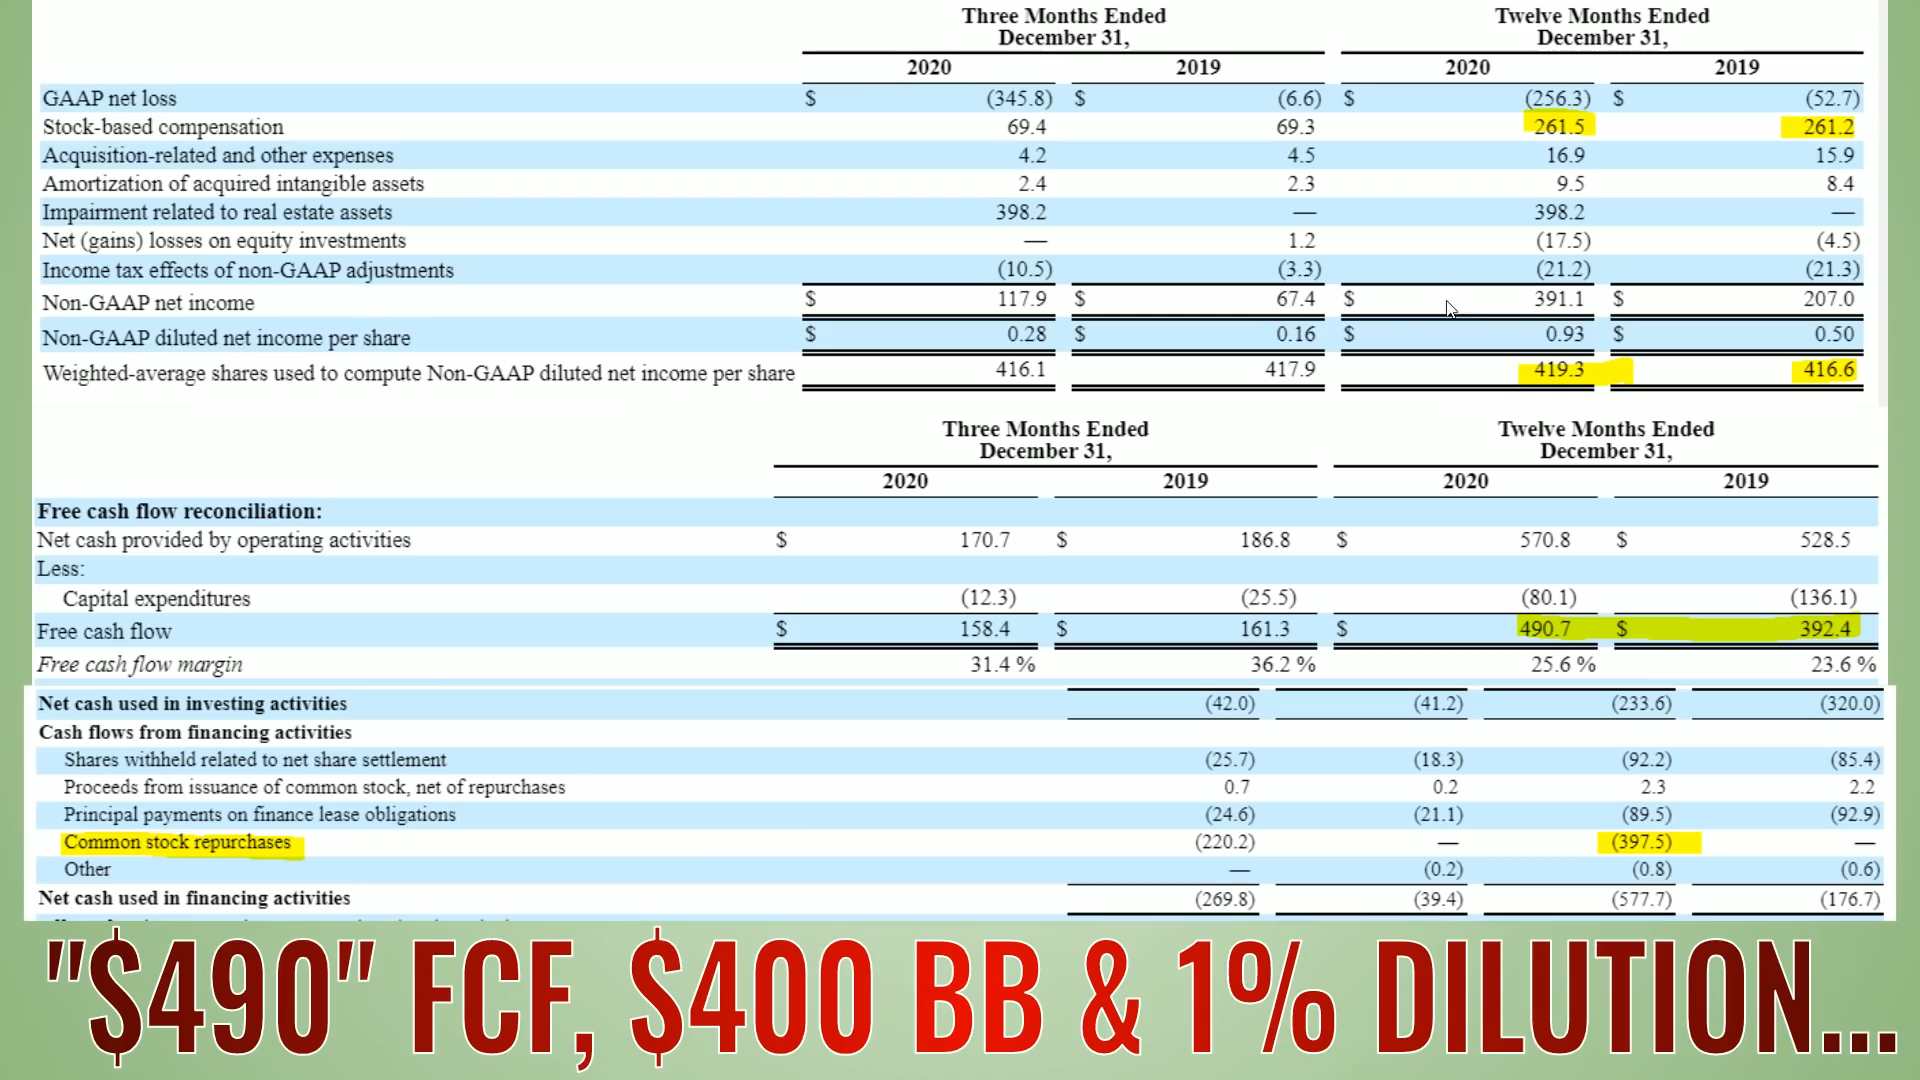 Three Months Ended December 31, Twelve Months Ended December 31,
2020 2019 2020 2019
GAAP net loss $ (345.8) $ (6.6) $ (256.3) $ (52.7)
Stock-based compensation 69.4 69.3 261.5 261.2
Acquisition-related and other expenses 4.2 4.5 16.9 15.9
Amortization of acquired intangible assets 2.4 2.3 9.5 8.4
Impairment related to real estate assets 398.2 — 398.2 —
Net (gains) losses on equity investments — 1.2 (17.5) (4.5)
Income tax effects of non-GAAP adjustments (10.5) (3.3) (21.2) (21.3)
Non-GAAP net income $ 117.9 $ 67.4 $ 391.1 $ 207.0
Non-GAAP diluted net income per share $ 0.28 $ 0.16 $ 0.93 $ 0.50
Weighted-average shares used to compute Non-GAAP diluted net income per share 416.1 417.9 419.3 416.6
Three Months Ended December 31, Twelve Months Ended December 31,
2020 2019 2020 2019
Free cash flow reconciliation:
Net cash provided by operating activities $ 170.7 $ 186.8 $ 570.8 $ 528.5
Less:
Capital expenditures (12.3) (25.5) (80.1) (136.1)
Free cash flow $ 158.4 $ 161.3 $ 490.7 $ 392.4
Free cash flow margin 31.4 % 36.2 % 25.6 % 23.6 %
Net cash used in investing activities (42.0) (41.2) (233.6) (320.0)
Cash flows from financing activities
Shares withheld related to net share settlement (25.7) (18.3) (92.2) (85.4)
Proceeds from issuance of common stock, net of repurchases 0.7 0.2 2.3 2.2
Principal payments on finance lease obligations (24.6) (21.1) (89.5) (92.9)
Common stock repurchases (220.2) — (397.5) —
Other — (0.2) (0.8) (0.6)
Net cash used in financing activities (269.8) (39.4) (577.7) (176.7)
"$490" FCF, $400 BB & 1% DILUTION...